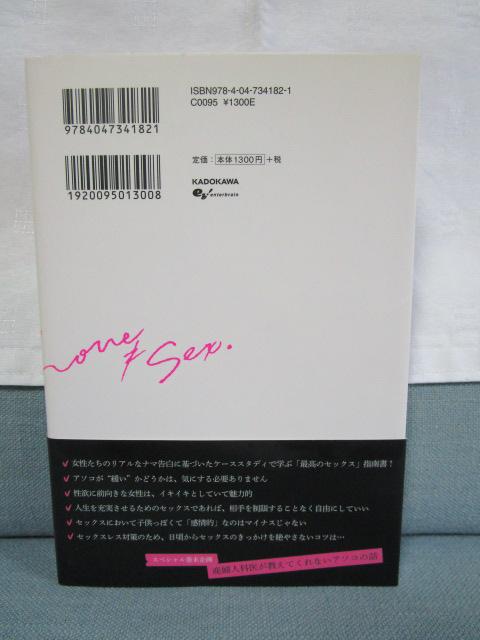 ISBN978-4-04-734182-1
C0095 ¥1300E
9784047341821
定価：本体1300円+税
1920095013008
KADOKAWA
eb! enterbrain
Love & Sex.
女性たちのリアルなナマ告白に基づいたケーススタディで学ぶ「最高のセックス」指南書！
アソコが“緩い”かどうかは、気にする必要ありません
性欲に前向きな女性は、イキイキとしていて魅力的
人生を充実させるためのセックスであれば、相手を制限することなく自由にしていい
セックスにおいて子供っぽくて「感情的」なのはマイナスじゃない
セックスレス対策のため、日頃からセックスのきっかけを絶やさないコツは…
スペシャル巻末企画
産婦人科医が教えてくれないアソコの話